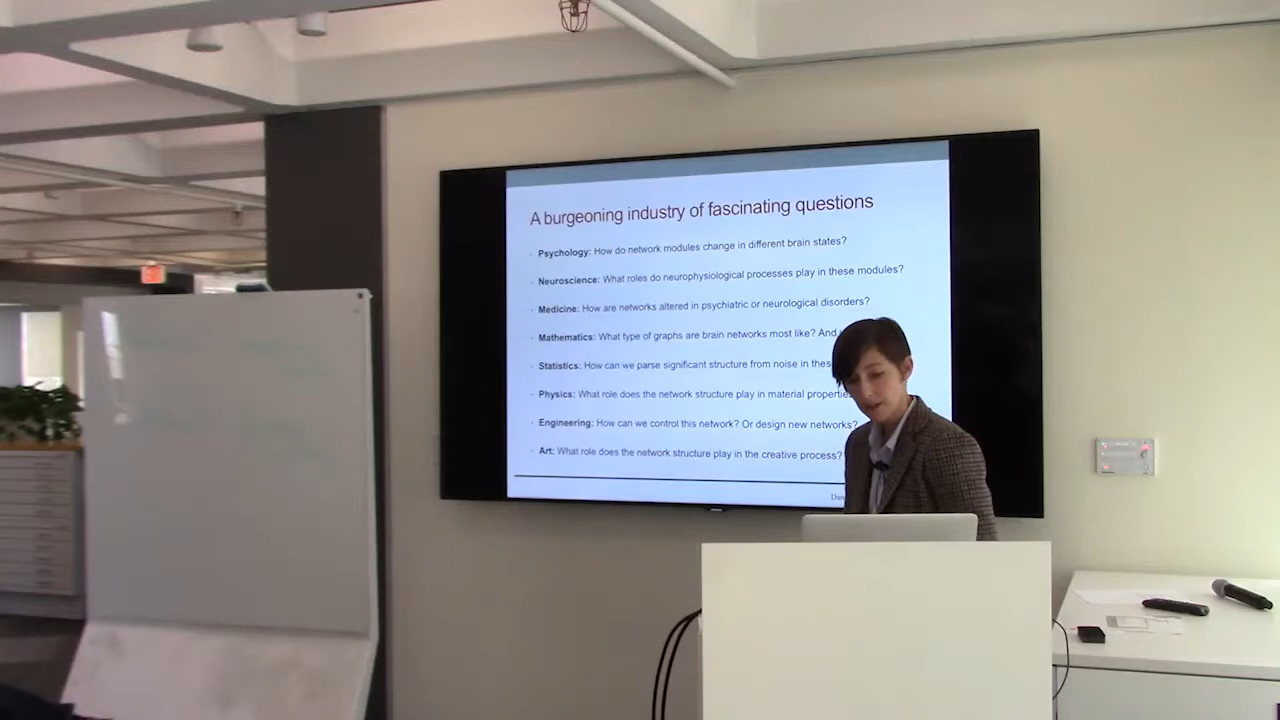 A burgeoning industry of fascinating questions
Psychology: How do network modules change in different brain states?
Neuroscience: What roles do neurophysiological processes play in these modules?
Medicine: How are networks altered in psychiatric or neurological disorders?
Mathematics: What type of graphs are brain networks most like? And
Statistics: How can we parse significant structure from noise in
Physics: What role does the network structure play in material
Engineering: How can we control this network? Or design new networks?
Art: What role does the network structure play in the creative process?